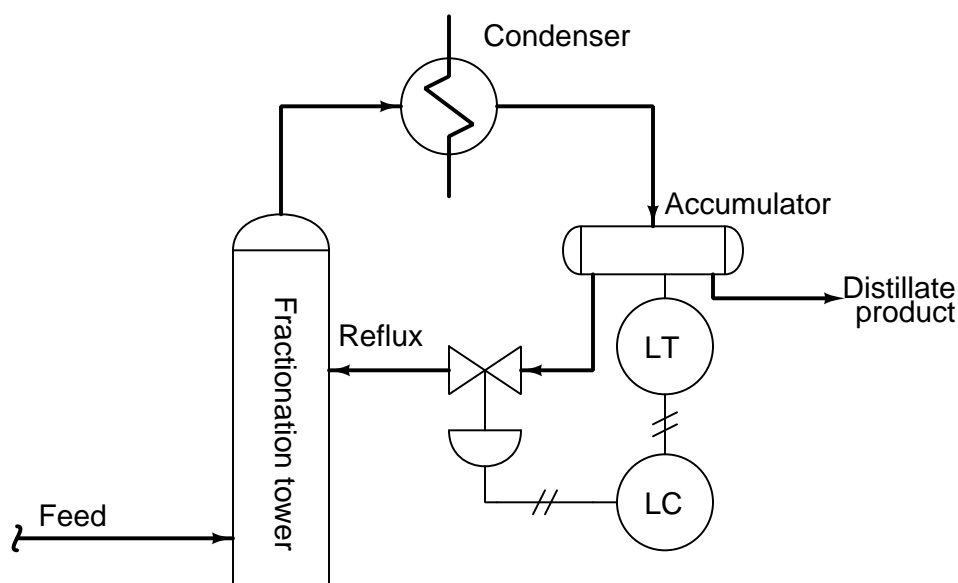 Condenser
Accumulator
Distillate
product
Fractionation tower
Reflux
LT
LC
Feed